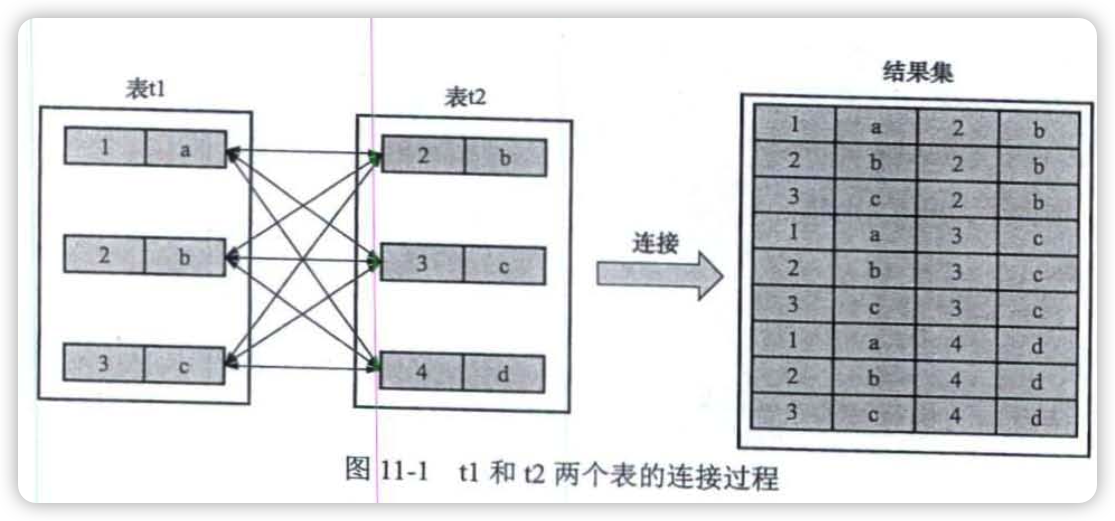 表t1
1 a
2 b
3 c
表t2
2 b
3 c
4 d
连接
结果集
1 a 2 b
2 b 2 b
3 c 2 b
1 a 3 c
2 b 3 c
3 c 3 c
1 a 4 d
2 b 4 d
3 c 4 d
图 11-1 t1 和 t2 两个表的连接过程